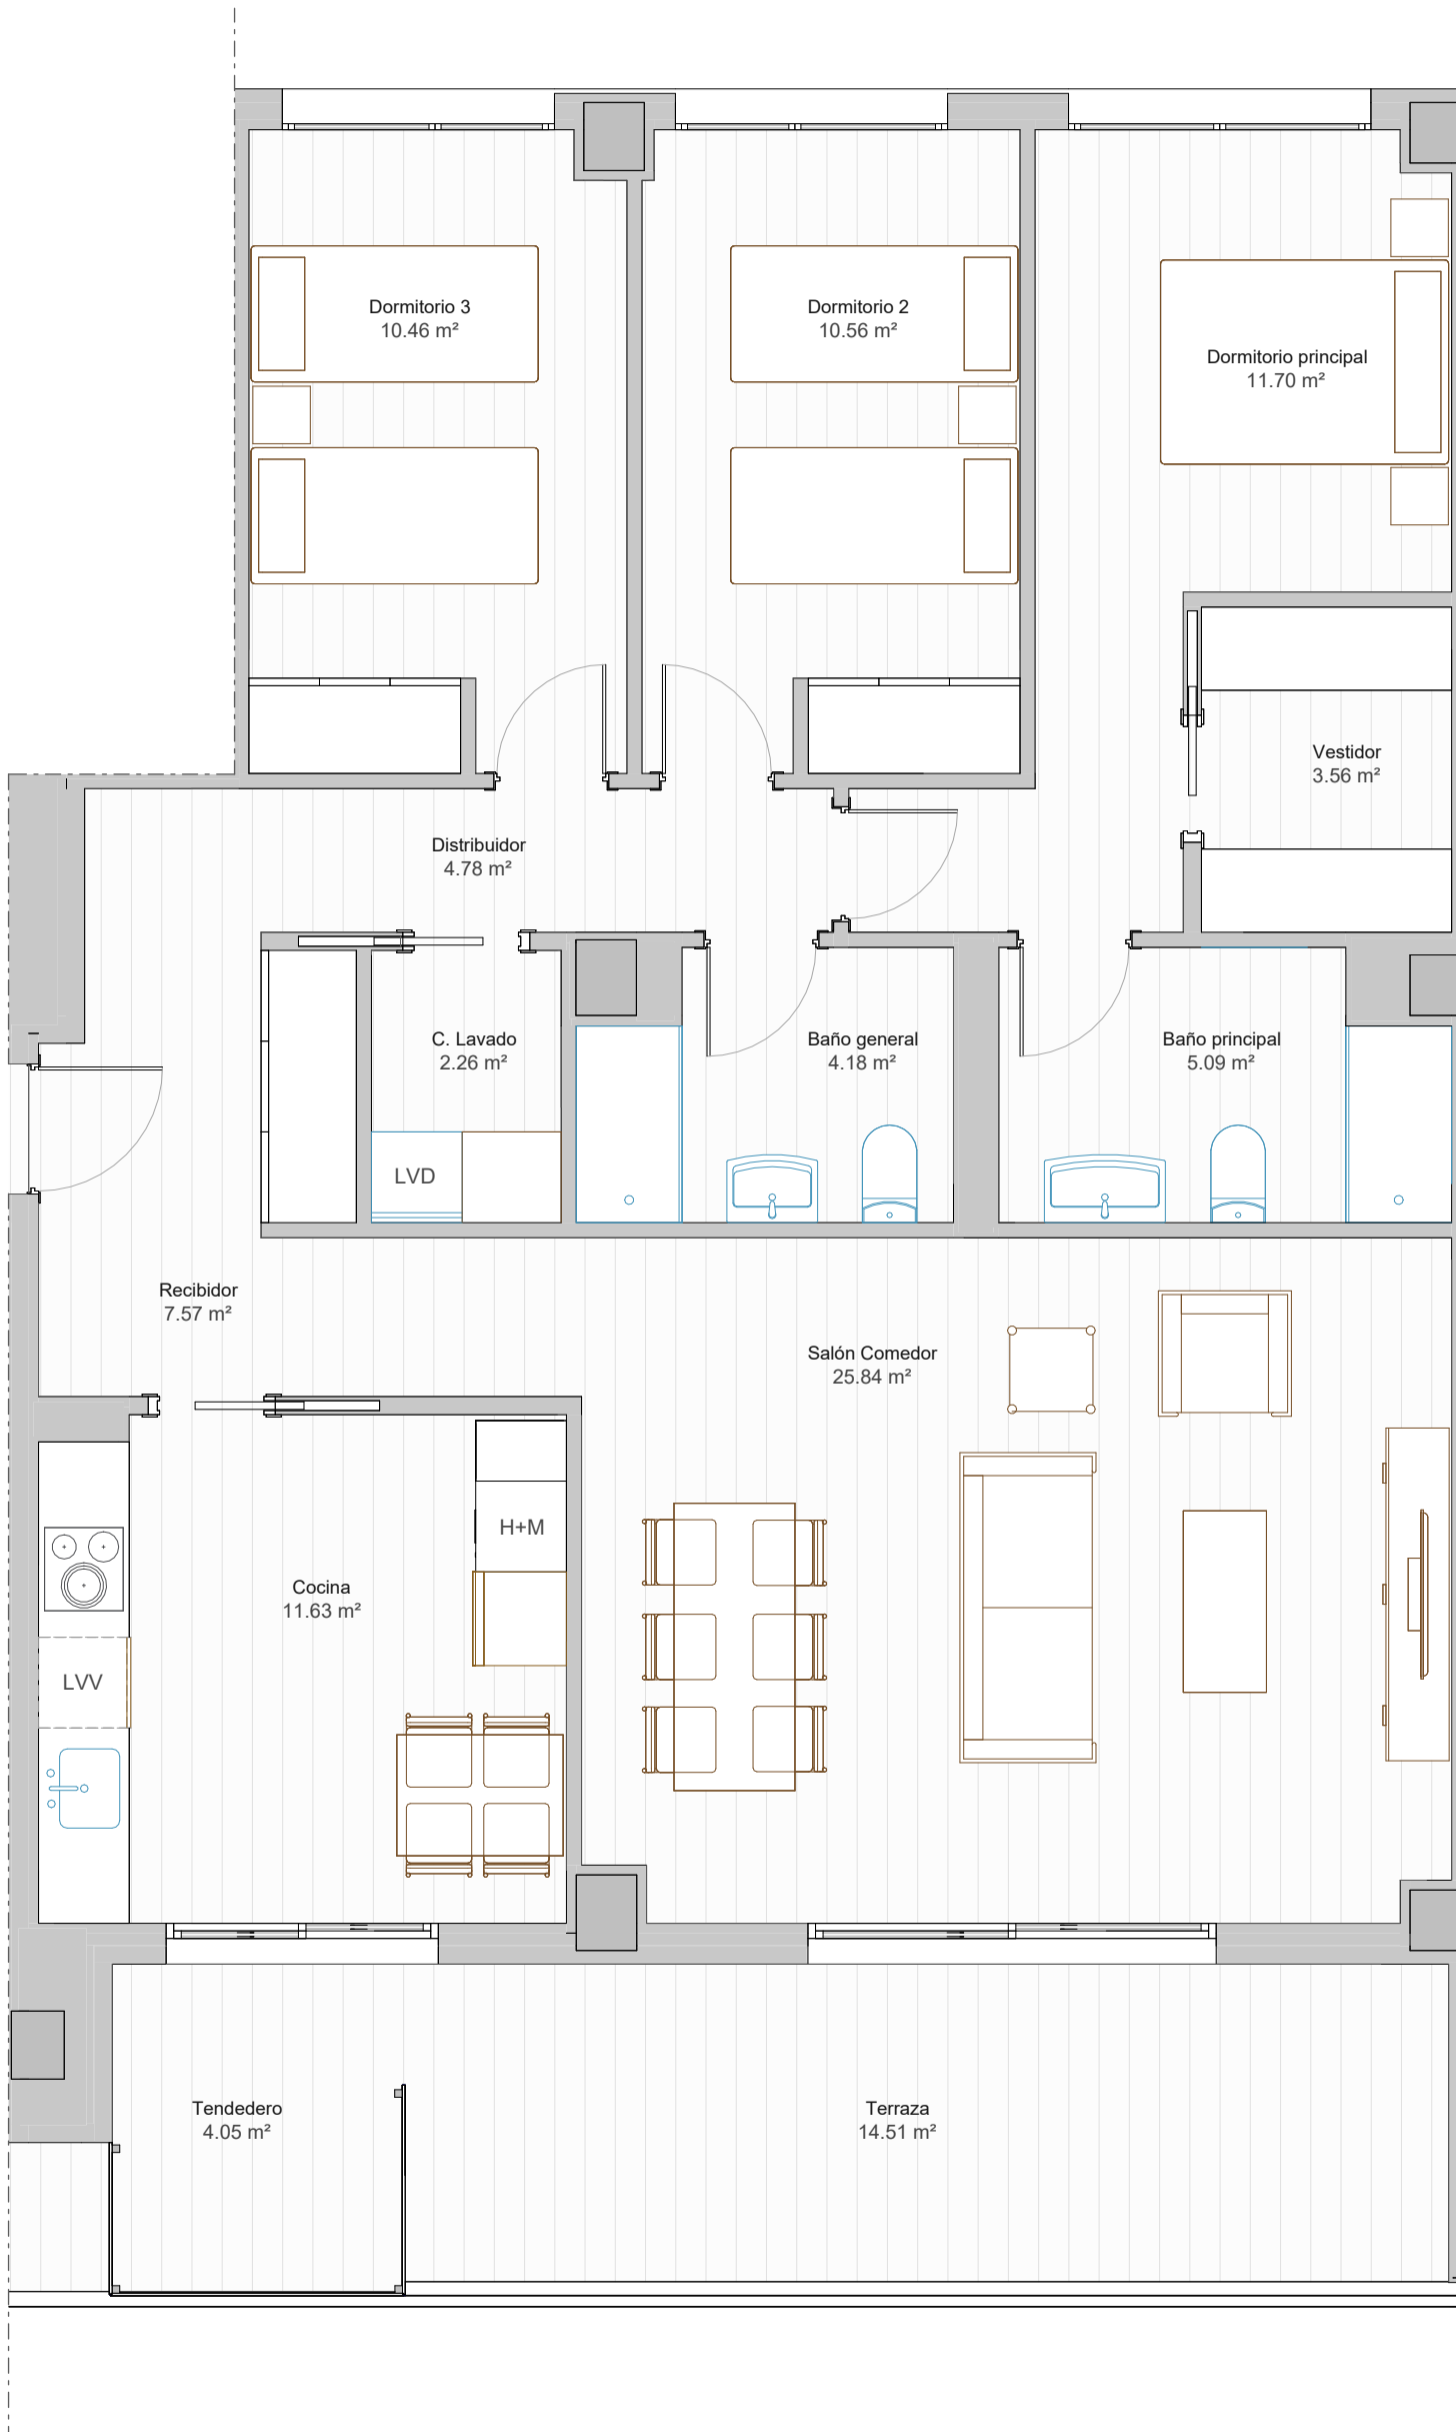 Dormitorio 3
10.46 m²
Dormitorio 2
10.56 m²
Dormitorio principal
11.70 m²
Vestidor
3.56 m²
Distribuidor
4.78 m²
C. Lavado
2.26 m²
Baño general
4.18 m²
Baño principal
5.09 m²
LVD
Recibidor
7.57 m²
Salón Comedor
25.84 m²
H+M
Cocina
11.63 m²
LVV
Tendedero
4.05 m²
Terraza
14.51 m²